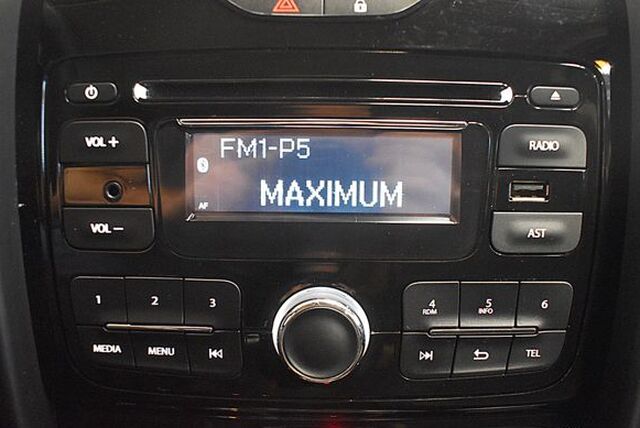 VOL +
FM1-P5
RADIO
MAXIMUM
AF
VOL –
AST
1 2 3
4 5 6
RDM INFO
MEDIA MENU
TEL